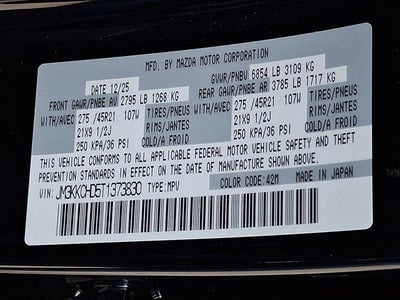 MFD. BY MAZDA MOTOR CORPORATION
DATE 12/25 GVWR/PNBV 6854 LB 3109 KG
FRONT GAWR/PNBE AV 2795 LB 1268 KG REAR GAWR/PNBE AR 3785 LB 1717 KG
WITH/AVEC 275 /45R21 107W TIRES/PNEUS WITH/AVEC 275 /45R21 107W TIRES/PNEUS
21X9 1/2J RIMS/JANTES 21X9 1/2J RIMS/JANTES
250 KPA/36 PSI COLD/A FROID 250 KPA/36 PSI COLD/A FROID
THIS VEHICLE CONFORMS TO ALL APPLICABLE FEDERAL MOTOR VEHICLE SAFETY AND THEFT
PREVENTION STANDARDS IN EFFECT ON THE DATE OF MANUFACTURE SHOWN ABOVE.
VIN: JM3KKCHD5T1373830 TYPE: MPV COLOR CODE: 42M MADE IN JAPAN